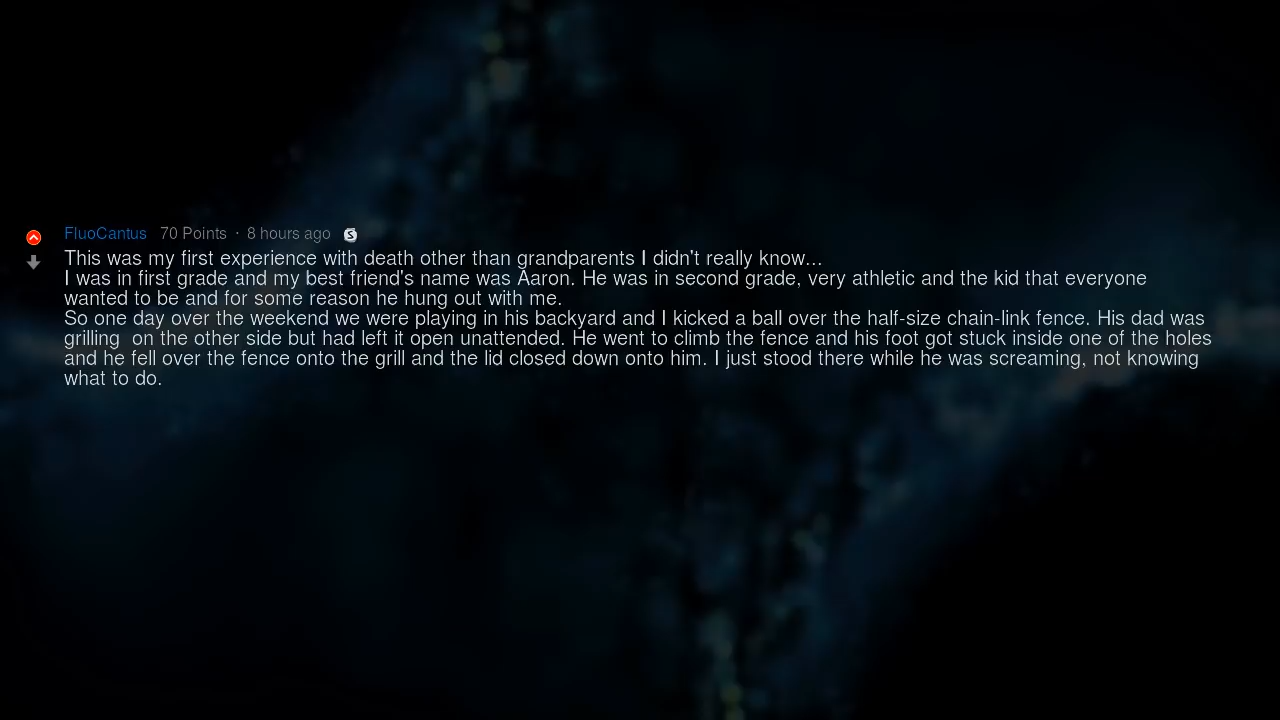 FluoCantus 70 Points · 8 hours ago S
This was my first experience with death other than grandparents I didn't really know...
I was in first grade and my best friend's name was Aaron. He was in second grade, very athletic and the kid that everyone
wanted to be and for some reason he hung out with me.
So one day over the weekend we were playing in his backyard and I kicked a ball over the half-size chain-link fence. His dad was
grilling  on the other side but had left it open unattended. He went to climb the fence and his foot got stuck inside one of the holes
and he fell over the fence onto the grill and the lid closed down onto him. I just stood there while he was screaming, not knowing
what to do.